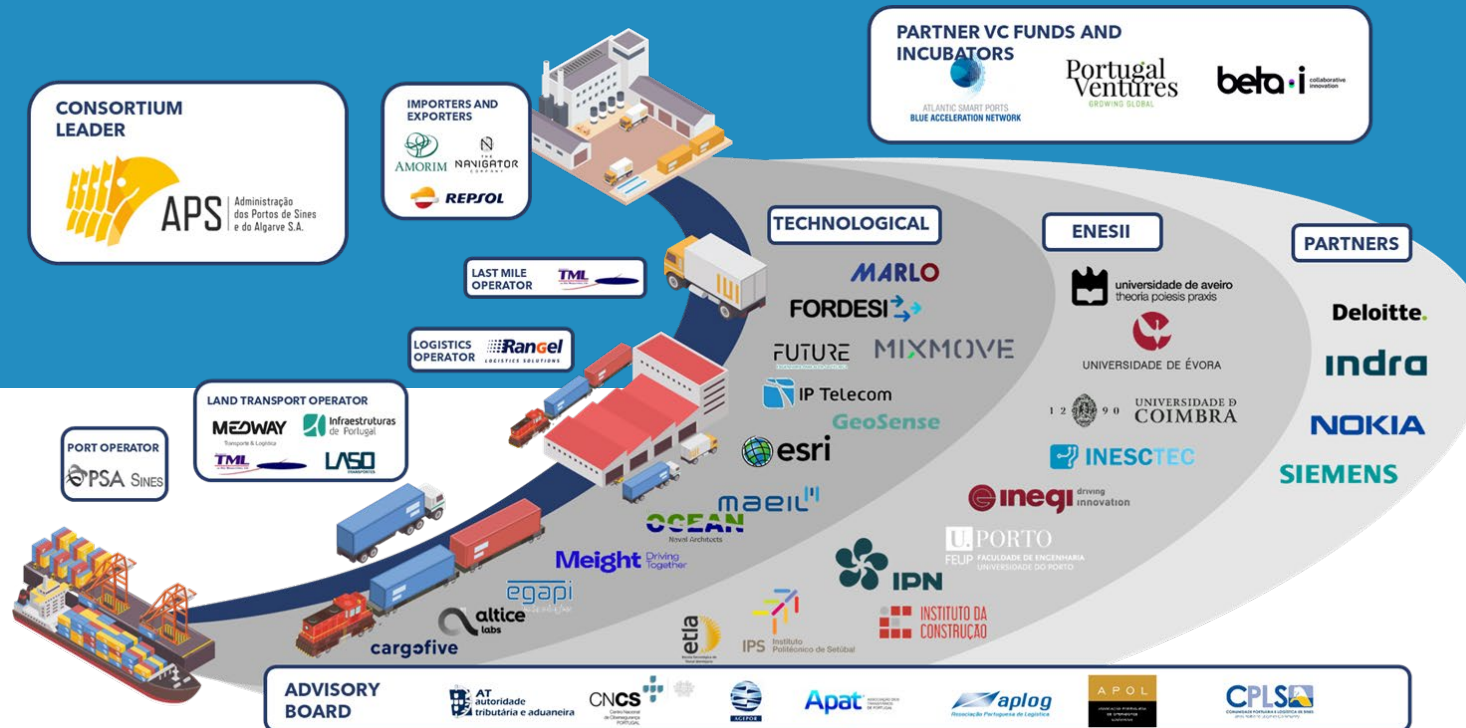 CONSORTIUM
LEADER
APS
Administração
dos Portos de Sines
e do Algarve S.A.
IMPORTERS AND
EXPORTERS
AMORIM
THE
NAVIGATOR
COMPANY
REPSOL
PARTNER VC FUNDS AND
INCUBATORS
ATLANTIC SMART PORTS
BLUE ACCELERATION NETWORK
Portugal
Ventures
GROWING GLOBAL
beta-i
collaborative
innovation
LAST MILE
OPERATOR
TML
LOGISTICS
OPERATOR
Rangel
LOGISTICS SOLUTIONS
LAND TRANSPORT OPERATOR
MEDWAY
Transporte & Logística
Infraestruturas
de Portugal
TML
LASO
TRANSPORTES
PORT OPERATOR
PSA SINES
TECHNOLOGICAL
MARLO
FORDESI
FUTURE
MIXMOVE
IP Telecom
GeoSense
esri
maeil
OCEAN
Naval Architects
Meight
Driving
Together
egapi
altice
labs
cargofive
ENESII
universidade de aveiro
theoria poiesis praxis
UNIVERSIDADE DE ÉVORA
12 90
UNIVERSIDADE D
COIMBRA
INESCTEC
inegi
driving
innovation
U. PORTO
FEUP FACULDADE DE ENGENHARIA
UNIVERSIDADE DO PORTO
IPN
INSTITUTO DA
CONSTRUÇÃO
IPS
Instituto
Politécnico de Setúbal
etla
PARTNERS
Deloitte.
indra
NOKIA
SIEMENS
ADVISORY
BOARD
AT
autoridade
tributária e aduaneira
CNCS
Centro Nacional
de Cibersegurança
PORTUGAL
AGEPOR
Apat
aplog
Associação Portuguesa de Logística
APOL
CPLS